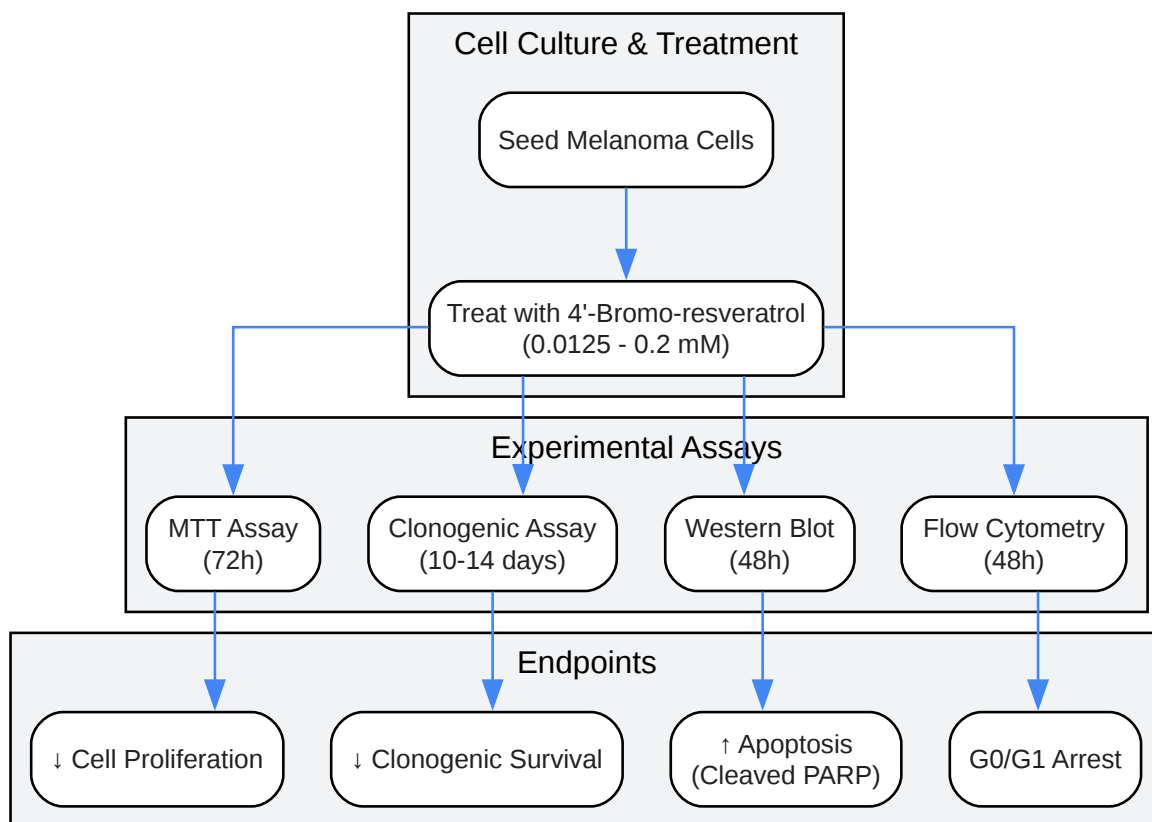 Cell Culture & Treatment
Seed Melanoma Cells
Treat with 4'-Bromo-resveratrol
(0.0125 - 0.2 mM)
Experimental Assays
MTT Assay
(72h)
Clonogenic Assay
(10-14 days)
Western Blot
(48h)
Flow Cytometry
(48h)
Endpoints
↓ Cell Proliferation
↓ Clonogenic Survival
↑ Apoptosis
(Cleaved PARP)
G0/G1 Arrest